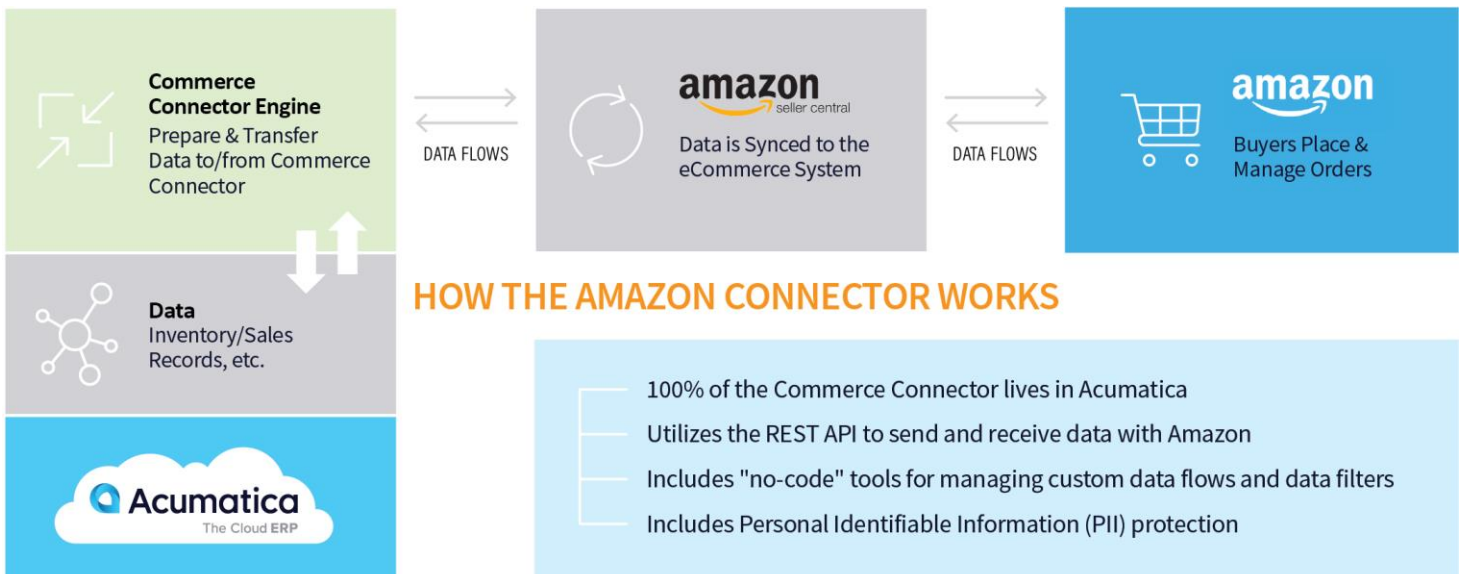 Commerce
Connector Engine
Prepare & Transfer
Data to/from Commerce
Connector
DATA FLOWS
amazon
seller central
Data is Synced to the
eCommerce System
DATA FLOWS
amazon
Buyers Place &
Manage Orders
Data
Inventory/Sales
Records, etc.
Acumatica
The Cloud ERP
HOW THE AMAZON CONNECTOR WORKS
100% of the Commerce Connector lives in Acumatica
Utilizes the REST API to send and receive data with Amazon
Includes "no-code" tools for managing custom data flows and data filters
Includes Personal Identifiable Information (PII) protection